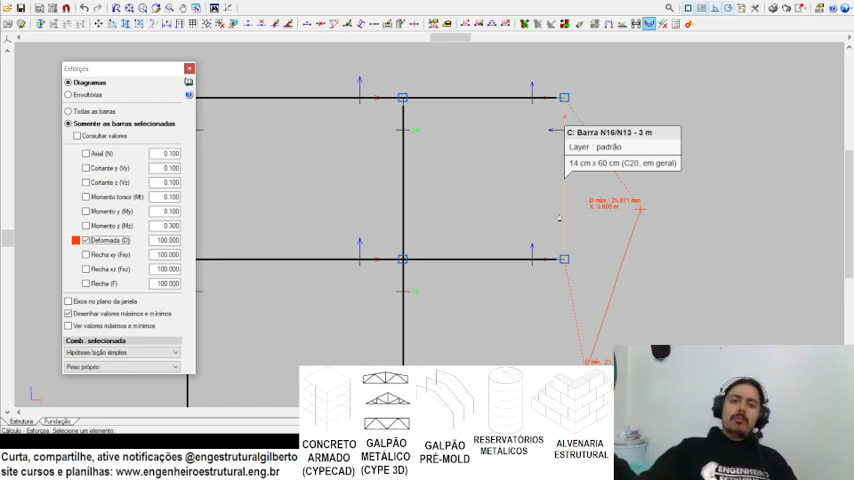 Esforços
Diagramas
Envoltórias
Todas as barras
Somente as barras selecionadas
Consultar valores
Axial (N) 0.100
Cortante y (Vy) 0.100
Cortante z (Vz) 0.100
Momento torsor (Mt) 0.100
Momento y (My) 0.100
Momento z (Mz) 0.300
Deformada (D) 100.000
Flecha xy (Fxy) 100.000
Flecha xz (Fxz) 100.000
Flecha (F) 100.000
Eixos no plano da janela
Desenhar valores máximos e mínimos
Ver valores máximos e mínimos
Comb. selecionada
Hipótese/ação simples
Peso próprio
C: Barra N16/N13 - 3 m
Layer : padrão
14 cm x 60 cm (C20, em geral)
D máx.: 25.671 mm
X: 3.000 m
D mín.: 21.
Estrutura
Fundação
Cálculo - Esforços. Selecione um elemento.
Curta, compartilhe, ative notificações @engestruturalgilberto
site cursos e planilhas: www.engenheiroestrutural.eng.br
CONCRETO
ARMADO
(CYPECAD)
GALPÃO
METÁLICO
(CYPE 3D)
GALPÃO
PRÉ-MOLD
RESERVATÓRIOS
METÁLICOS
ALVENARIA
ESTRUTURAL
ENGENHEIRO
ESTRUTURAL